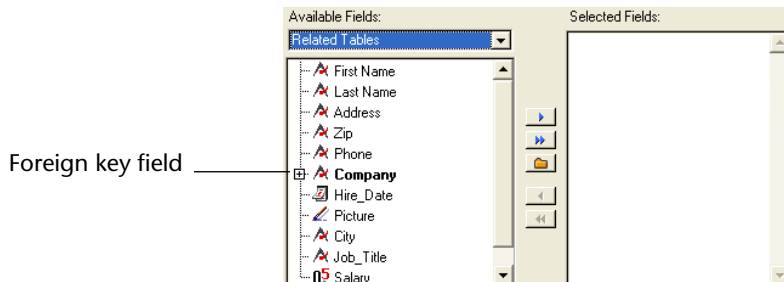 Available Fields:
Selected Fields:
Related Tables
First Name
Last Name
Address
Zip
Phone
Foreign key field
Company
Hire_Date
Picture
City
Job_Title
Salary